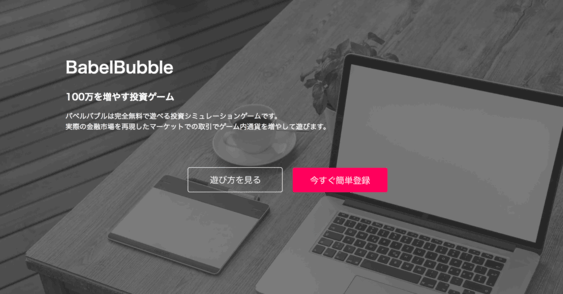 BabelBubble
100万を増やす投資ゲーム
バベルバブルは完全無料で遊べる投資シミュレーションゲームです。
実際の金融市場を再現したマーケットでの取引でゲーム内通貨を増やして遊びます。
遊び方を見る
今すぐ簡単登録